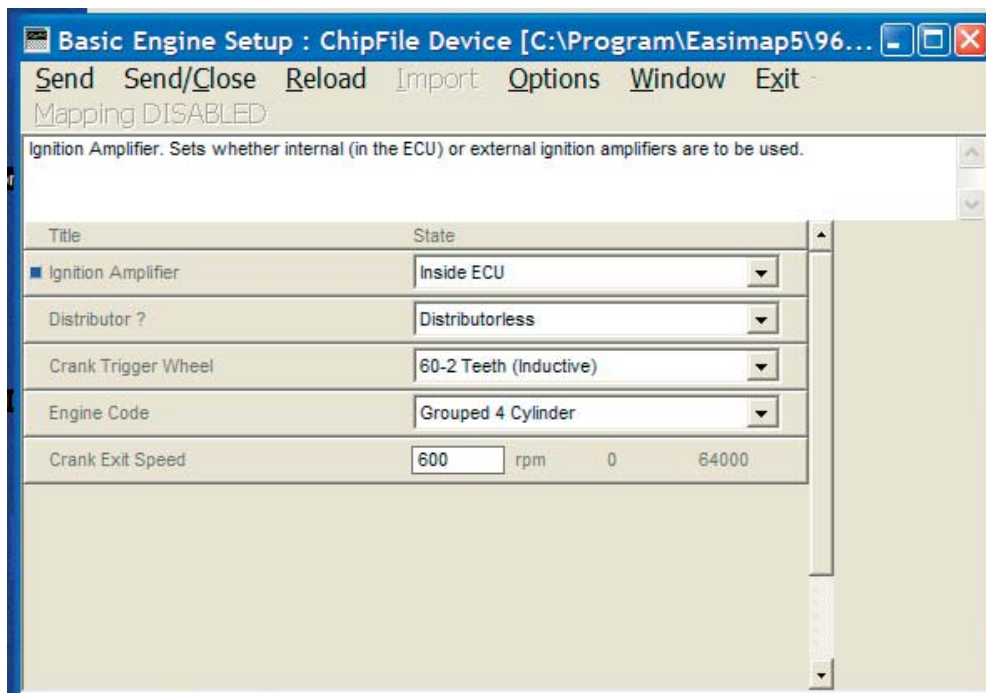 Basic Engine Setup : ChipFile Device [C:\Program\Easimap5\96...
Send Send/Close Reload Import Options Window Exit
Mapping DISABLED
Ignition Amplifier. Sets whether internal (in the ECU) or external ignition amplifiers are to be used.
Title State
Ignition Amplifier Inside ECU
Distributor ? Distributorless
Crank Trigger Wheel 60-2 Teeth (Inductive)
Engine Code Grouped 4 Cylinder
Crank Exit Speed 600 rpm 0 64000